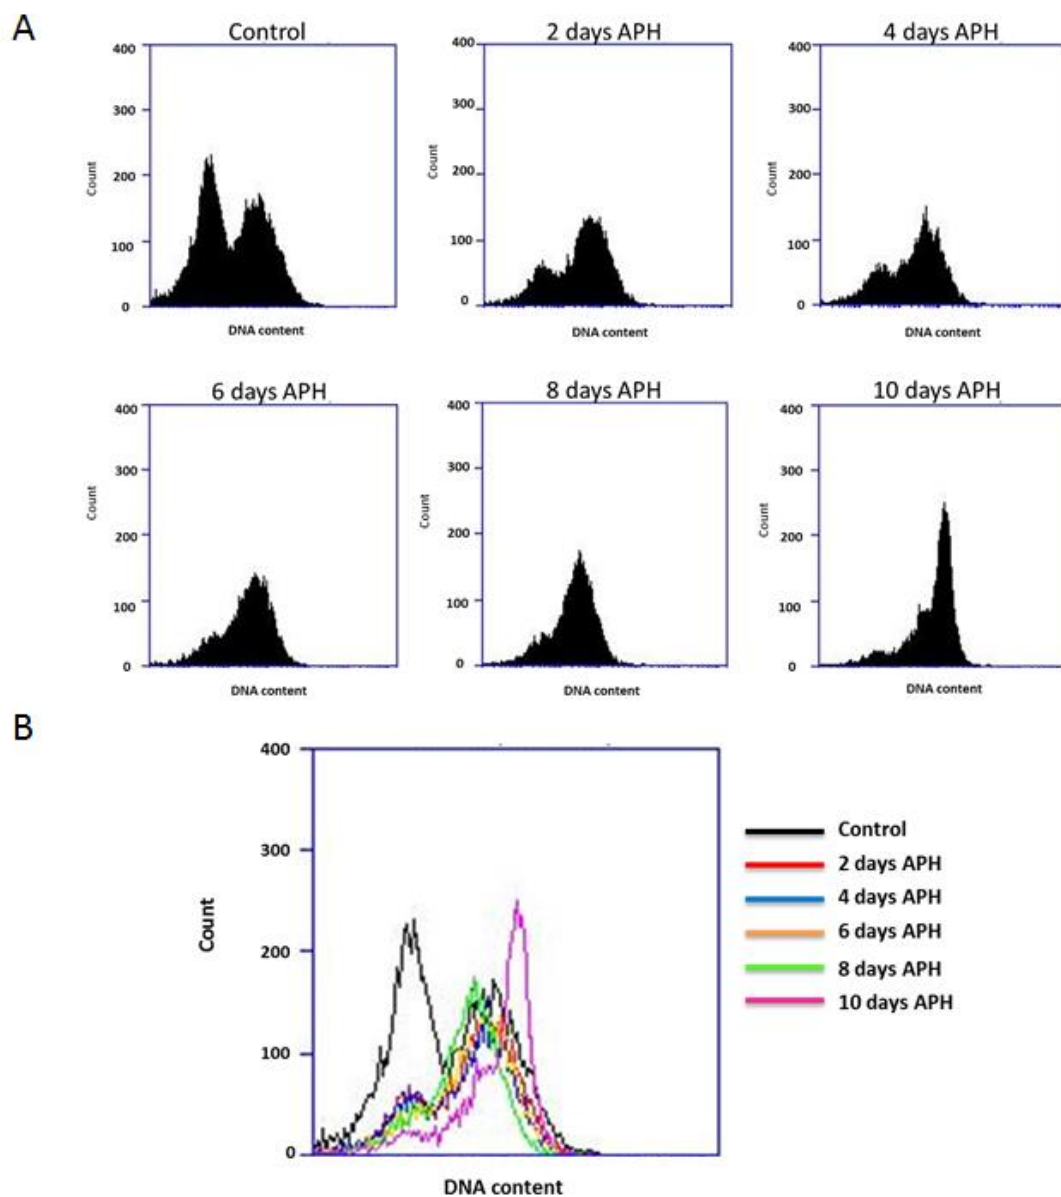 A
Control
2 days APH
4 days APH
400
300
200
100
0
Count
DNA content
400
300
200
100
0
Count
DNA content
400
300
200
100
0
Count
DNA content
6 days APH
8 days APH
10 days APH
400
300
200
100
0
Count
DNA content
400
300
200
100
0
Count
DNA content
400
300
200
100
0
Count
DNA content
B
400
300
200
100
0
Count
DNA content
Control
2 days APH
4 days APH
6 days APH
8 days APH
10 days APH